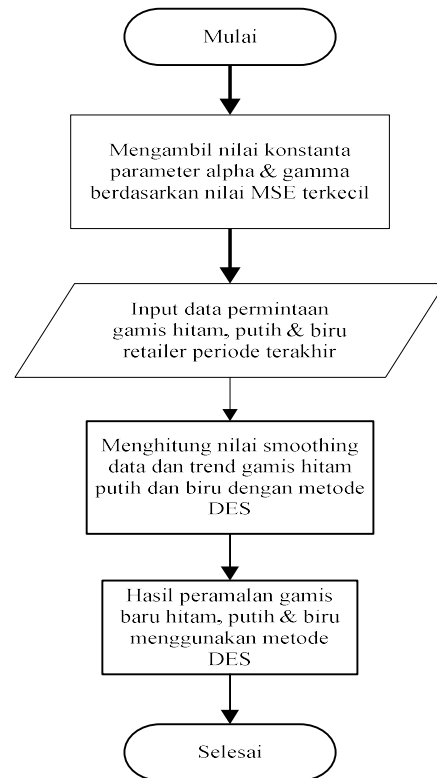 Mulai
Mengambil nilai konstanta
parameter alpha & gamma
berdasarkan nilai MSE terkecil
Input data permintaan
gamis hitam, putih & biru
retailer periode terakhir
Menghitung nilai smoothing
data dan trend gamis hitam
putih dan biru dengan metode
DES
Hasil peramalan gamis
baru hitam, putih & biru
menggunakan metode
DES
Selesai